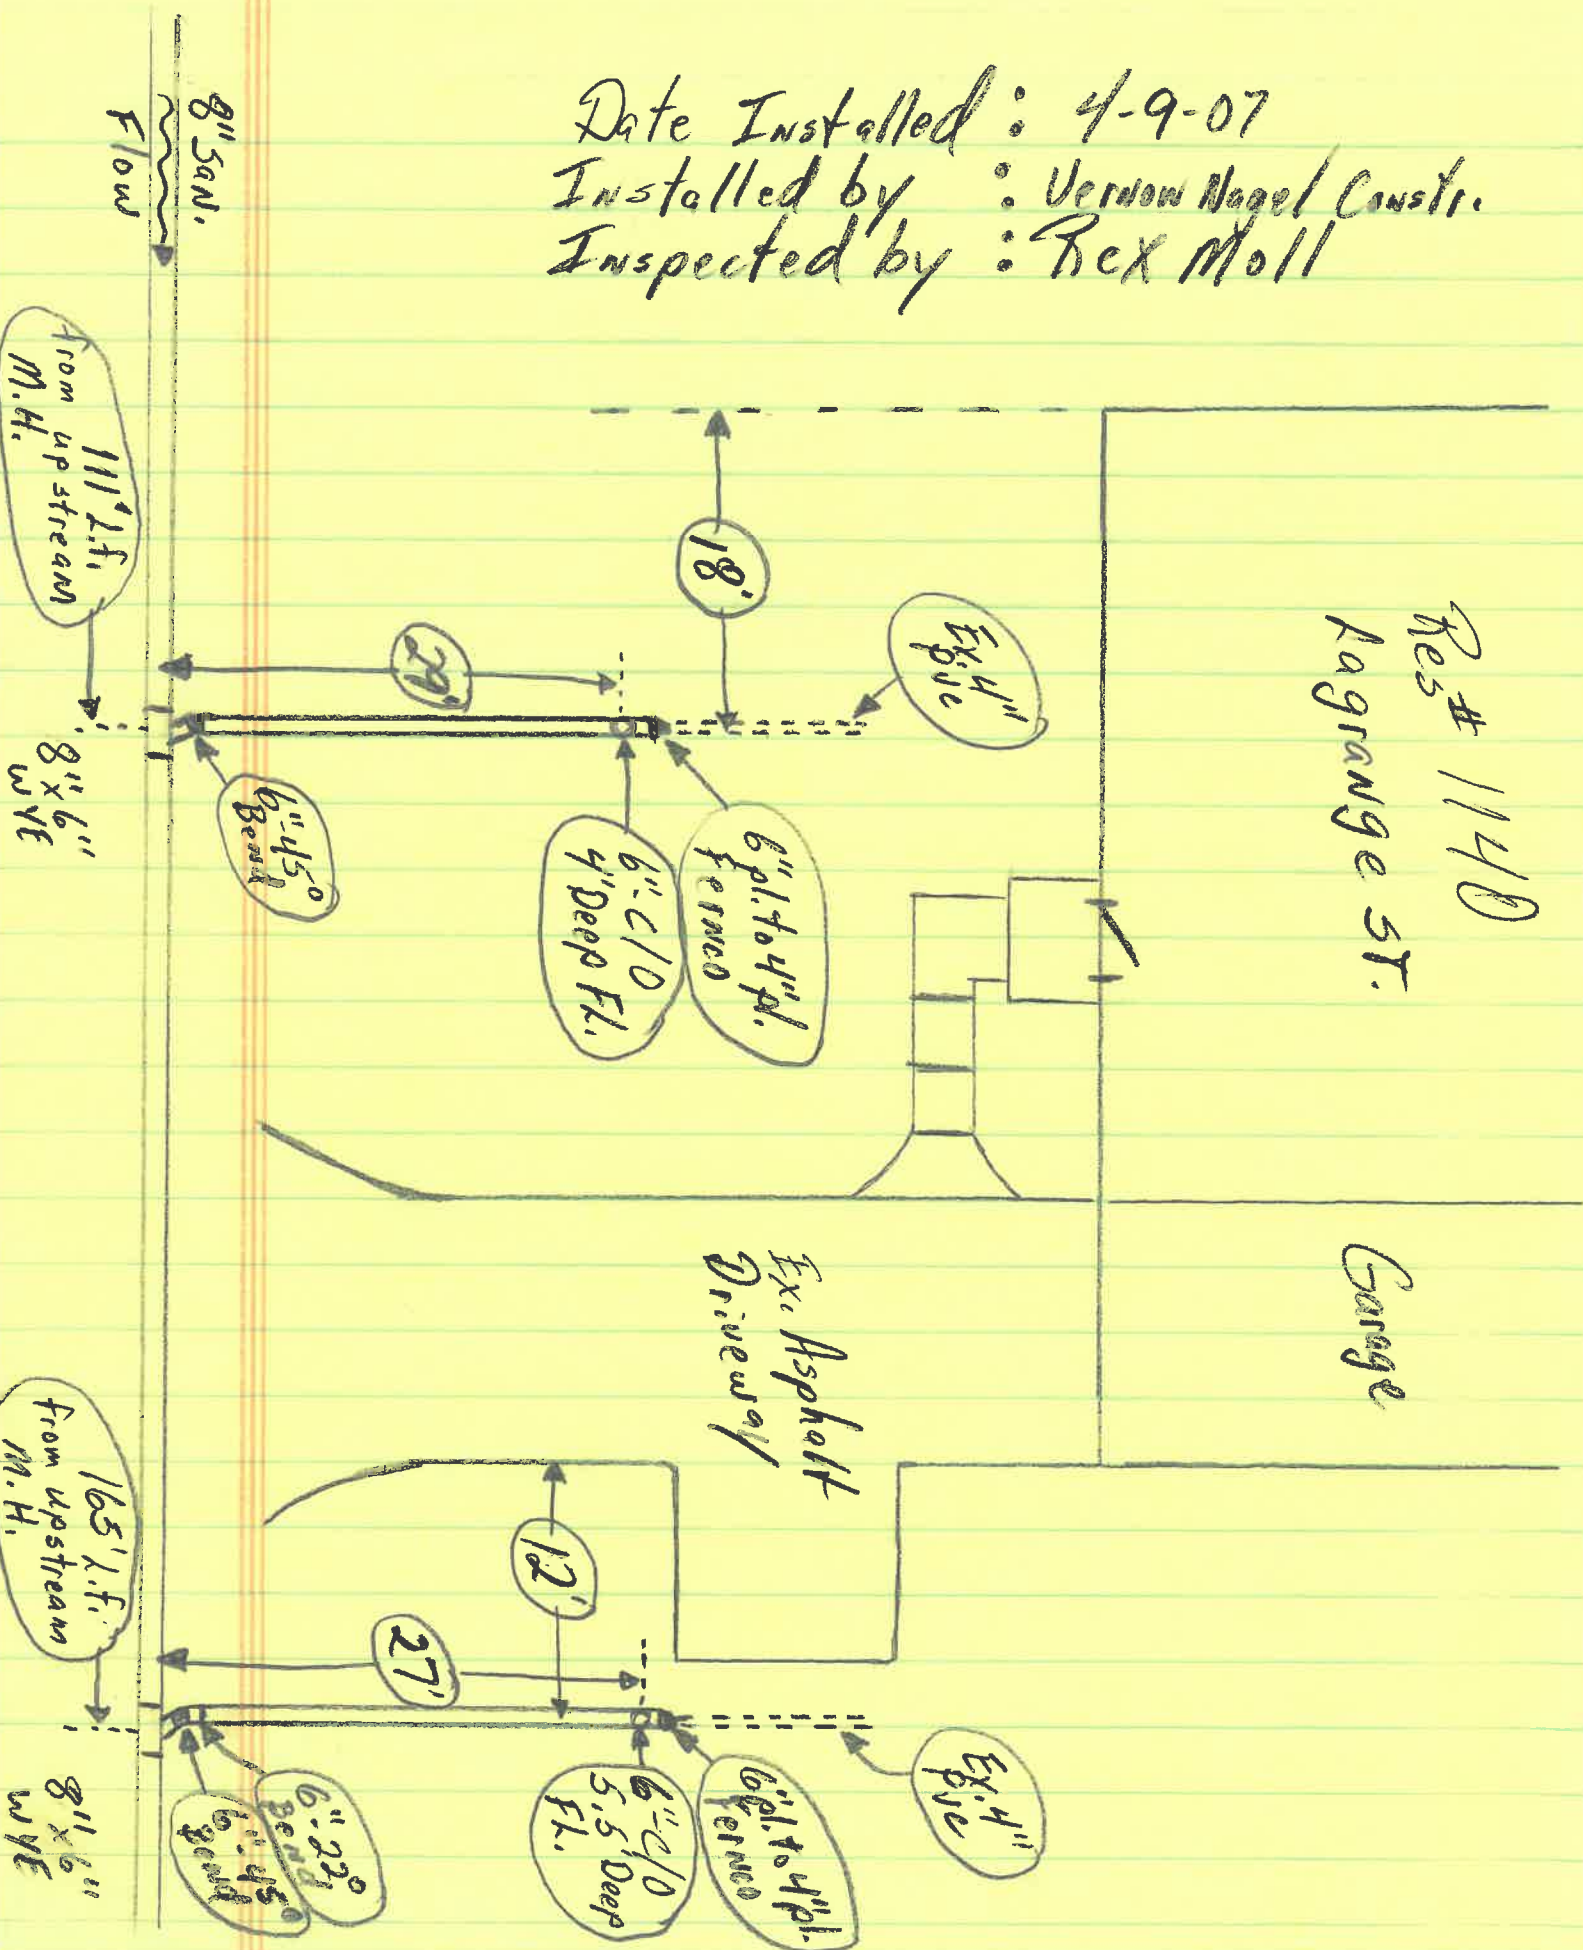 Date Installed : 4-9-07
Installed by : Vernon Nagel Constr.
Inspected by : Rex Moll
Res# 1140
Lagrange ST.
Garage
Ex. Asphalt
Driveway
8" San.
Flow
111' L.f.
from upstream
M.H.
8"x6"
WYE
29'
18'
Ex. 4"
pvc
6"-45°
Bend
6"-C/O
4' Deep FL.
6" pl. to 4" pl.
Fernco
12'
27'
165' L.f.
from upstream
M.H.
8"x6"
WYE
Ex. 4"
pvc
6" pl. to 4" pl.
Fernco
6"-C/O
5.5' Deep
FL.
6"-22°
Bend
6"-45°
Bend